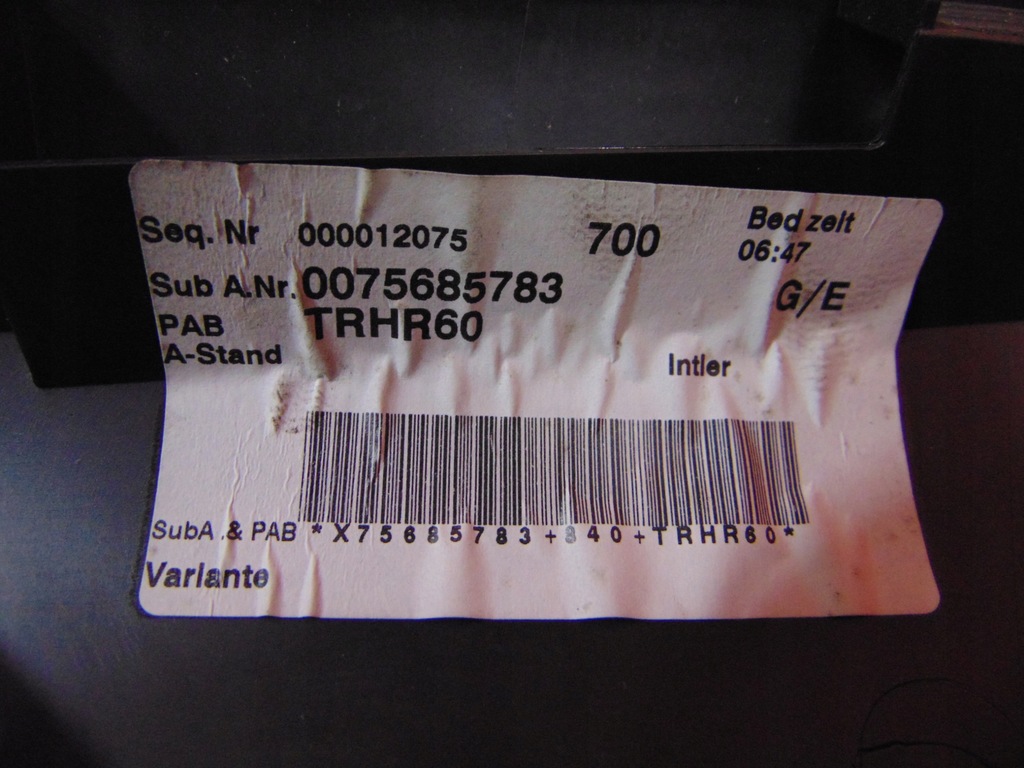 Seq. Nr 000012075 700 Bed zeit
06:47
Sub A.Nr. 0075685783 G/E
PAB TRHR60
A-Stand Intier
SubA .& PAB *X75685783+840+TRHR60*
Variante